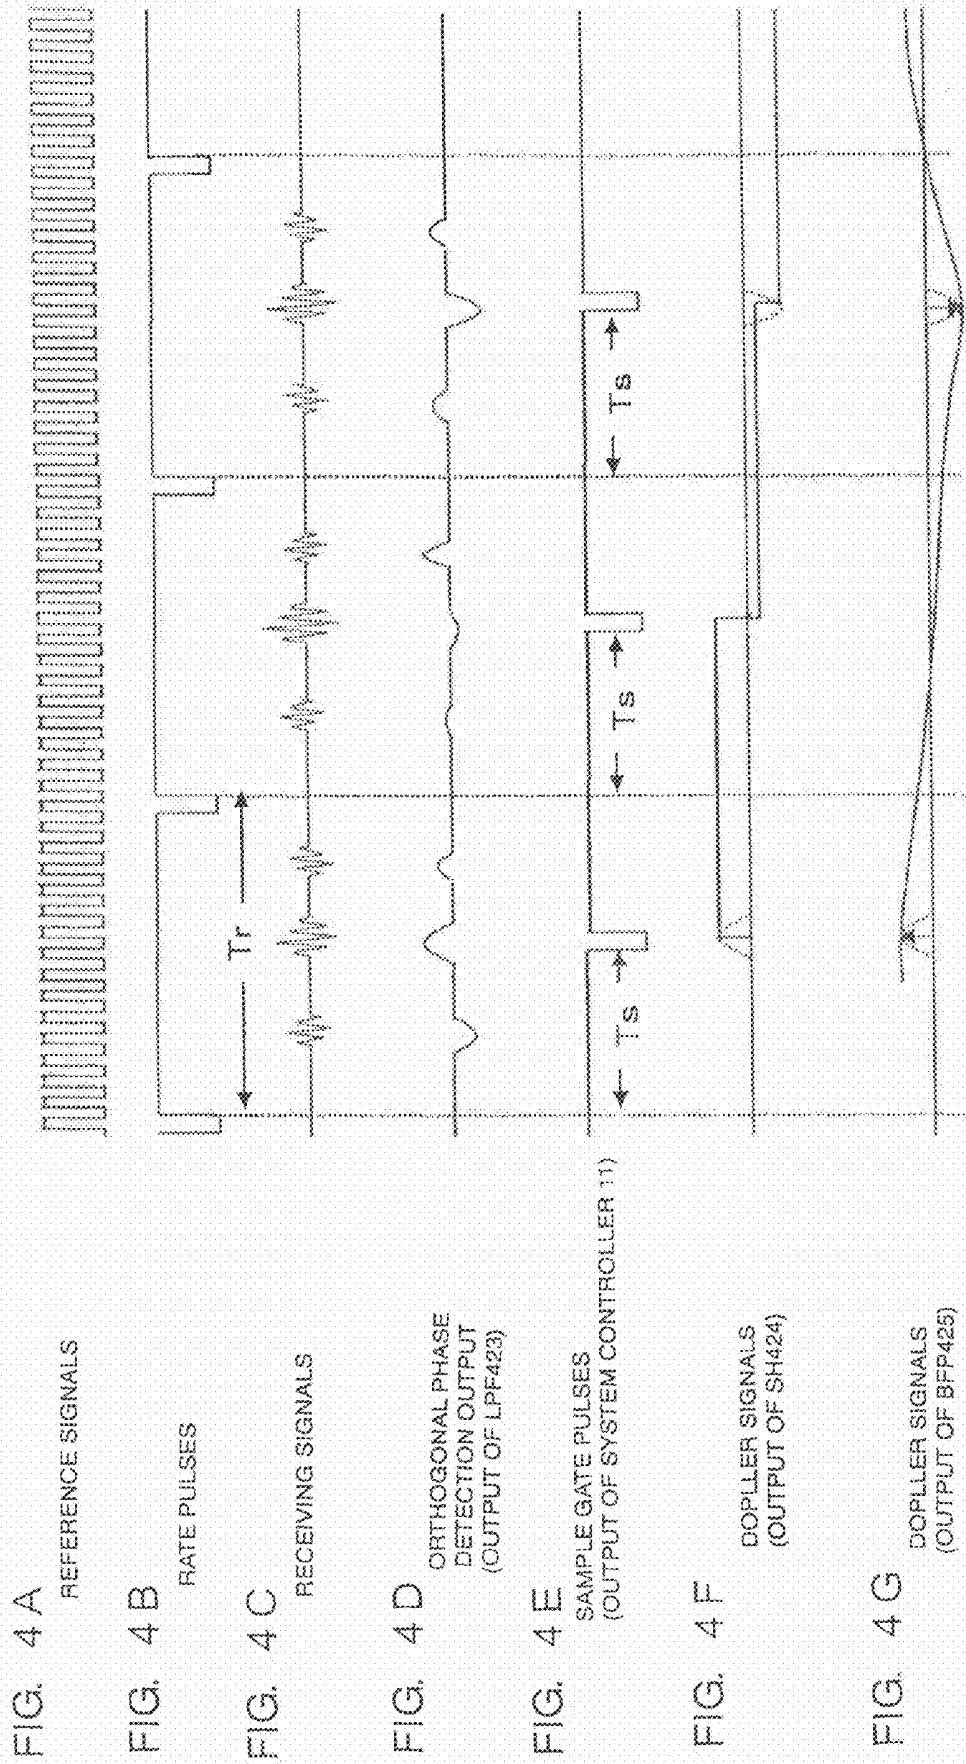 FIG. 4 A
REFERENCE SIGNALS
FIG. 4 B
RATE PULSES
Tr
FIG. 4 C
RECEIVING SIGNALS
FIG. 4 D
ORTHOGONAL PHASE
DETECTION OUTPUT
(OUTPUT OF LPF423)
FIG. 4 E
SAMPLE GATE PULSES
(OUTPUT OF SYSTEM CONTROLLER 11)
Ts
Ts
Ts
FIG. 4 F
DOPLLER SIGNALS
(OUTPUT OF SH424)
FIG. 4 G
DOPLLER SIGNALS
(OUTPUT OF BFP425)